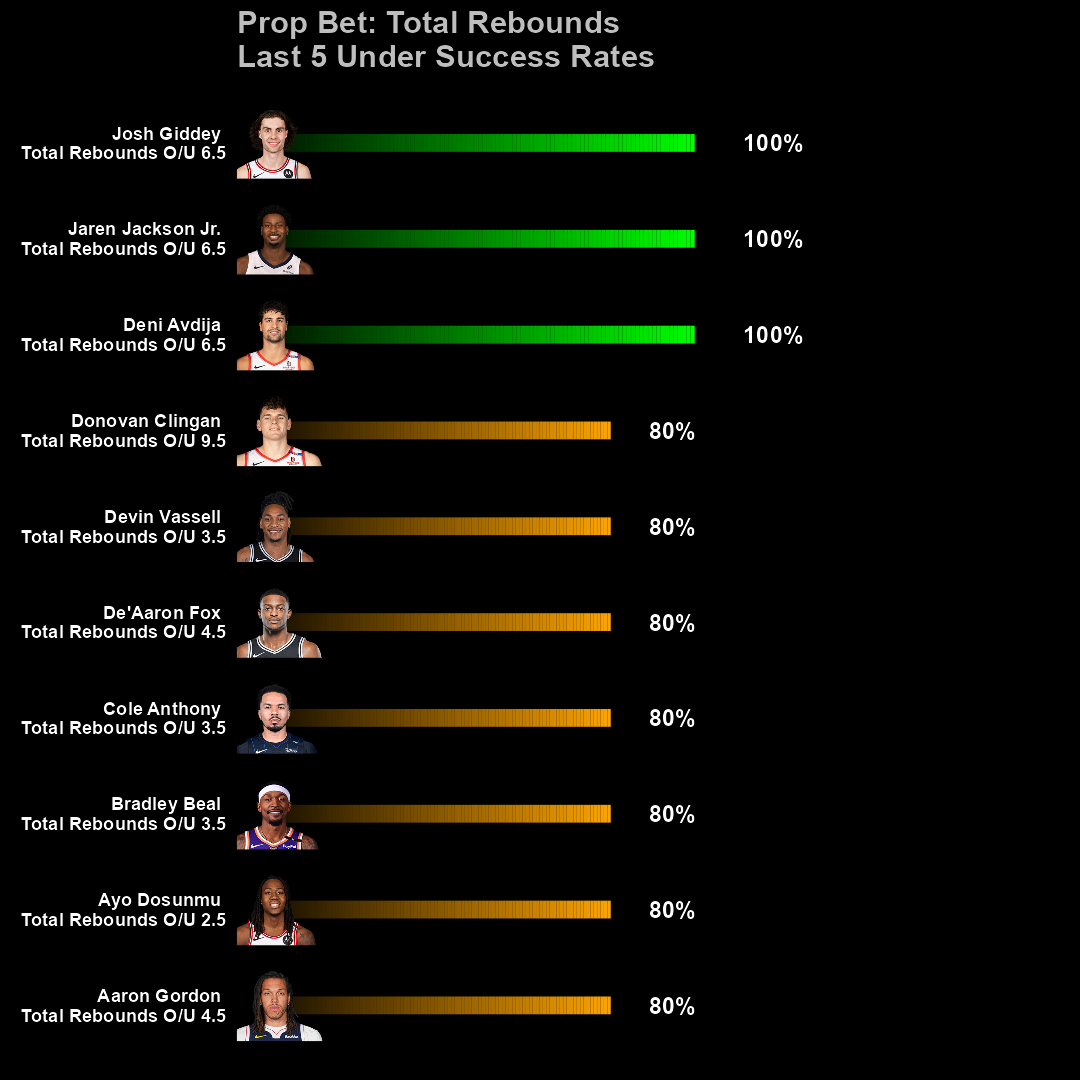 Prop Bet: Total Rebounds
Last 5 Under Success Rates
Josh Giddey
Total Rebounds O/U 6.5
100%
Jaren Jackson Jr.
Total Rebounds O/U 6.5
100%
Deni Avdija
Total Rebounds O/U 6.5
100%
Donovan Clingan
Total Rebounds O/U 9.5
80%
Devin Vassell
Total Rebounds O/U 3.5
80%
De'Aaron Fox
Total Rebounds O/U 4.5
80%
Cole Anthony
Total Rebounds O/U 3.5
80%
Bradley Beal
Total Rebounds O/U 3.5
80%
Ayo Dosunmu
Total Rebounds O/U 2.5
80%
Aaron Gordon
Total Rebounds O/U 4.5
80%